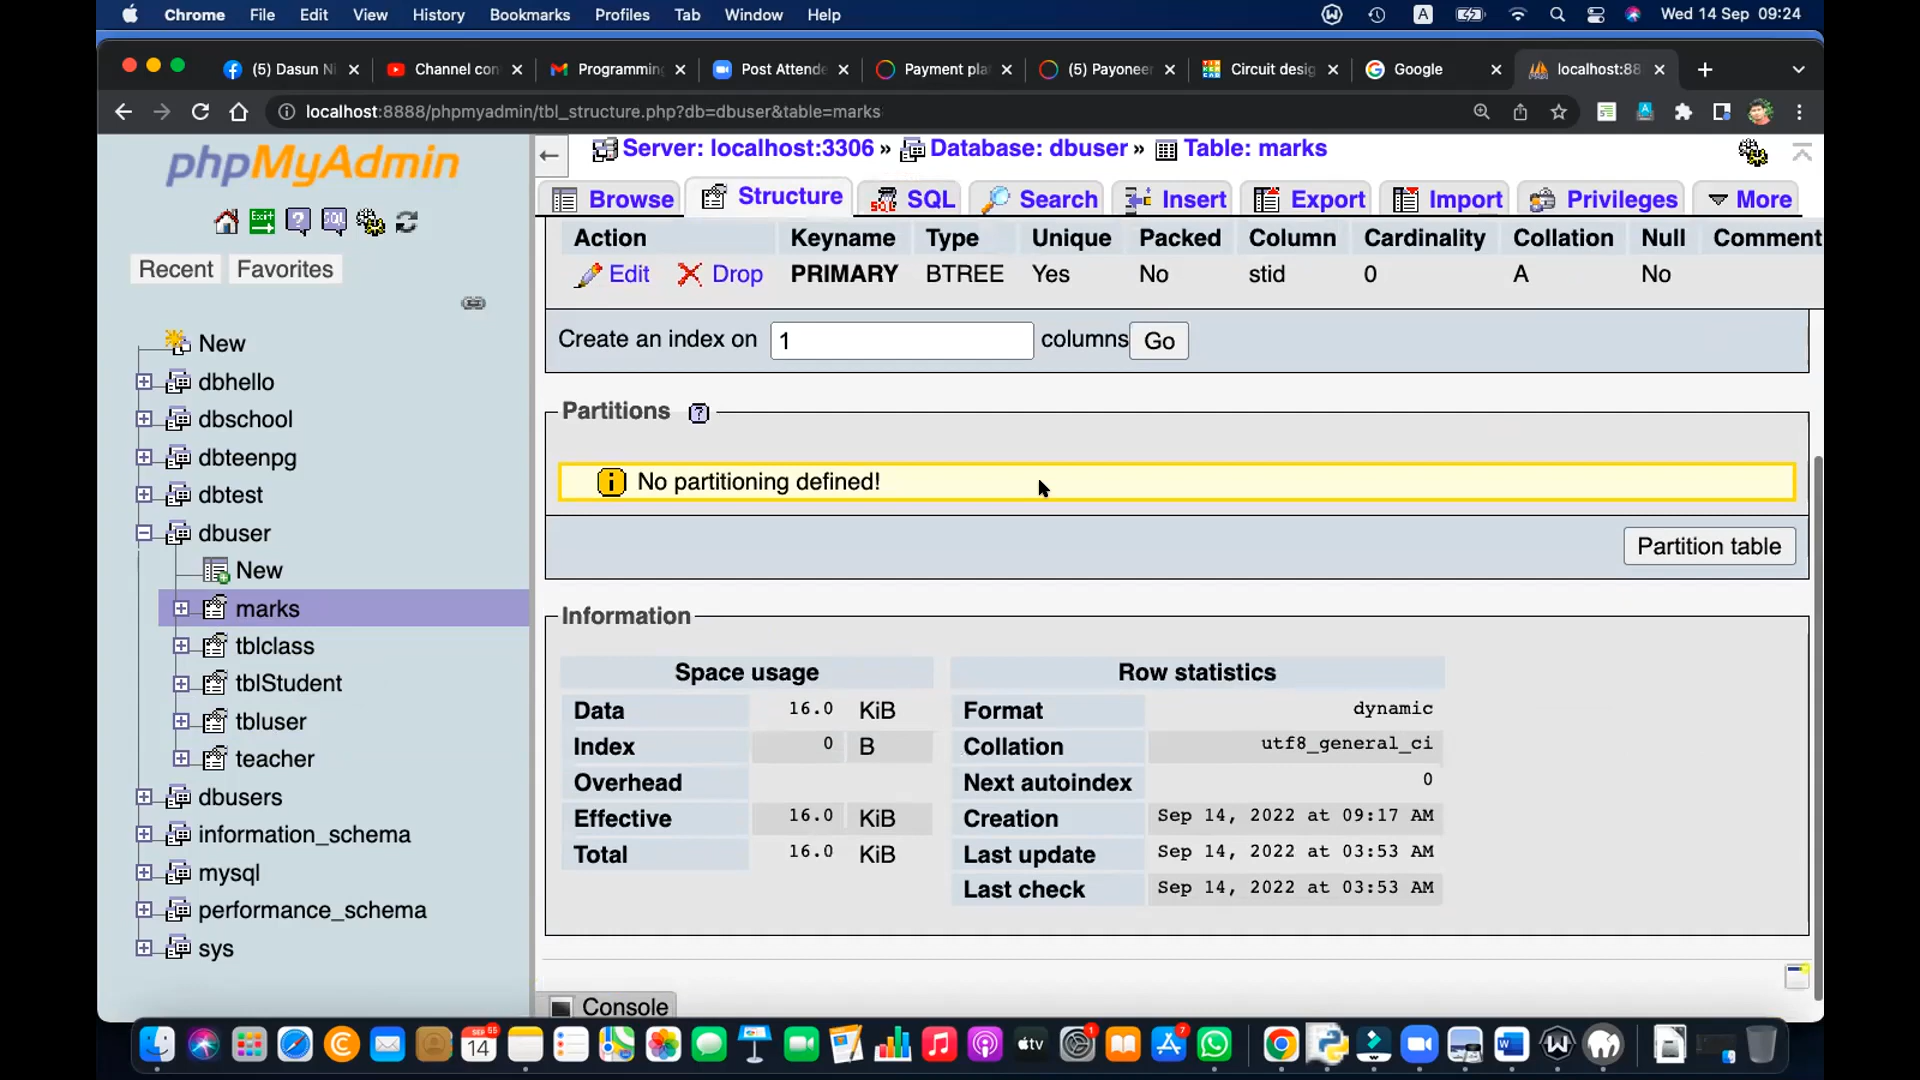 Chrome File Edit View History Bookmarks Profiles Tab Window Help A Wed 14 Sep 09:24
(5) Dasun Ni Channel con Programming Post Attende Payment pla (5) Payoneer Circuit desig Google localhost:88
localhost:8888/phpmyadmin/tbl_structure.php?db=dbuser&table=marks
phpMyAdmin
Recent Favorites
New
dbhello
dbschool
dbteenpg
dbtest
dbuser
New
marks
tblclass
tblStudent
tbluser
teacher
dbusers
information_schema
mysql
performance_schema
sys
Server: localhost:3306 » Database: dbuser » Table: marks
Browse Structure SQL Search Insert Export Import Privileges More
Action Keyname Type Unique Packed Column Cardinality Collation Null Comment
Edit Drop PRIMARY BTREE Yes No stid 0 A No
Create an index on 1 columns Go
Partitions
No partitioning defined!
Partition table
Information
Space usage
Data 16.0 KiB
Index 0 B
Overhead
Effective 16.0 KiB
Total 16.0 KiB
Row statistics
Format dynamic
Collation utf8_general_ci
Next autoindex 0
Creation Sep 14, 2022 at 09:17 AM
Last update Sep 14, 2022 at 03:53 AM
Last check Sep 14, 2022 at 03:53 AM
Console
14 tv 1 7